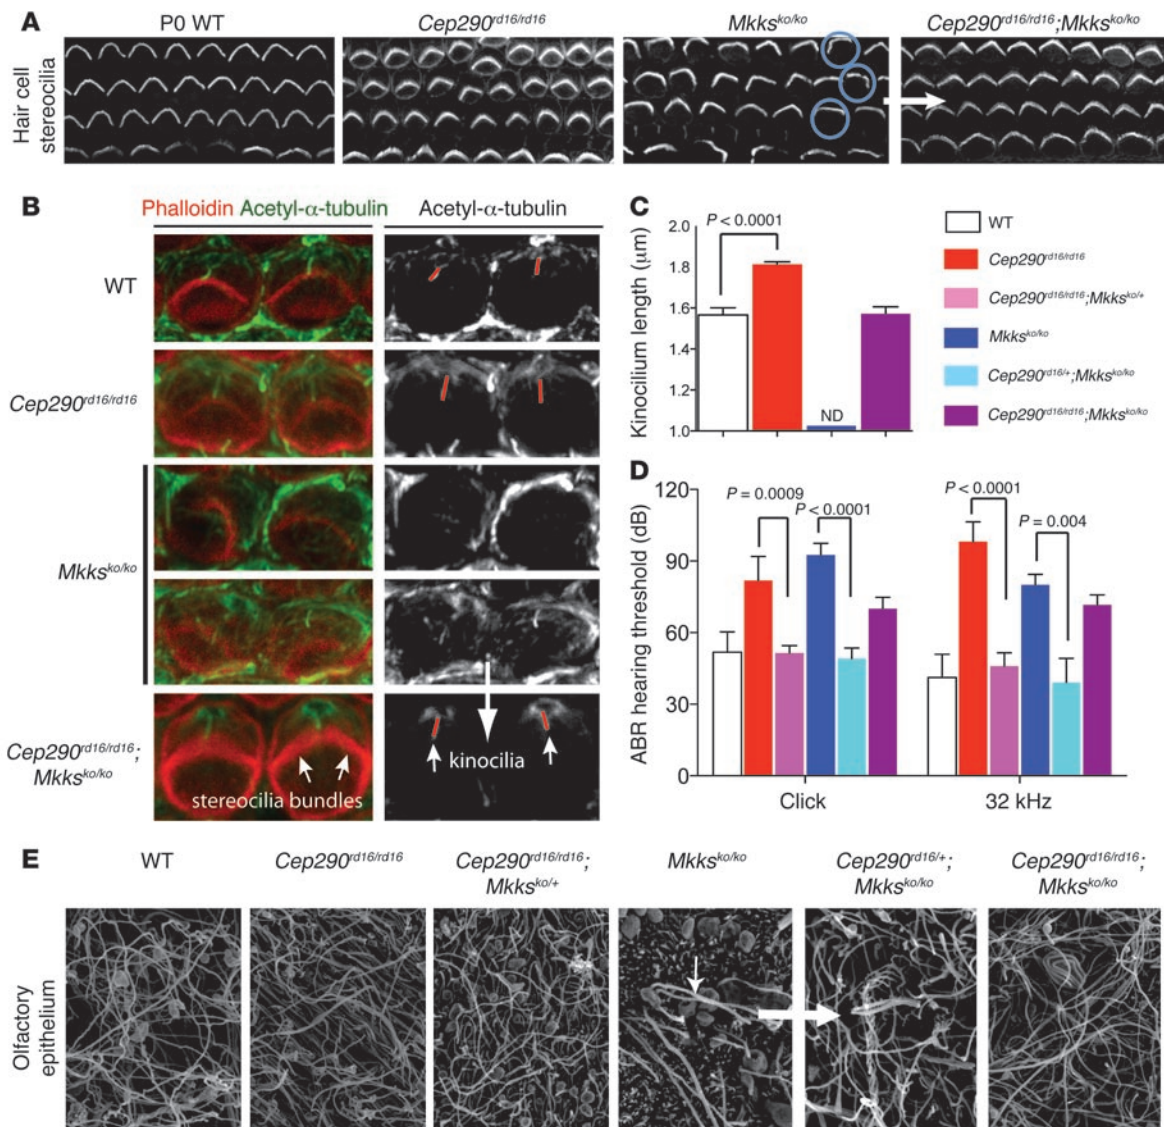 A
P0 WT
Cep290rd16/rd16
Mkksko/ko
Cep290rd16/rd16;Mkksko/ko
Hair cell
stereocilia
B
Phalloidin Acetyl-α-tubulin
Acetyl-α-tubulin
WT
Cep290rd16/rd16
Mkksko/ko
Cep290rd16/rd16;
Mkksko/ko
stereocilia bundles
kinocilia
C
Kinocilium length (μm)
2.0
1.8
1.6
1.4
1.2
1.0
P < 0.0001
ND
WT
Cep290rd16/rd16
Cep290rd16/rd16;Mkksko/+
Mkksko/ko
Cep290rd16/+;Mkksko/ko
Cep290rd16/rd16;Mkksko/ko
D
ABR hearing threshold (dB)
120
90
60
30
0
P = 0.0009
P < 0.0001
P < 0.0001
P = 0.004
Click
32 kHz
E
WT
Cep290rd16/rd16
Cep290rd16/rd16;
Mkksko/+
Mkksko/ko
Cep290rd16/+;
Mkksko/ko
Cep290rd16/rd16;
Mkksko/ko
Olfactory
epithelium